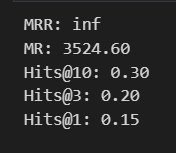 MRR: inf
MR: 3524.60
Hits@10: 0.30
Hits@3: 0.20
Hits@1: 0.15